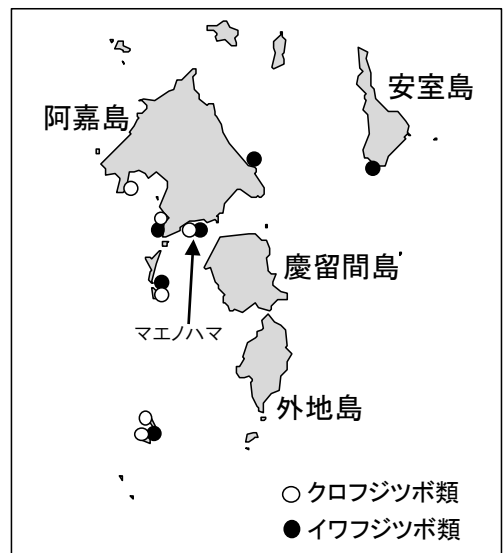 安室島
阿嘉島
慶留間島
マエノハマ
外地島
クロフジツボ類
イワフジツボ類